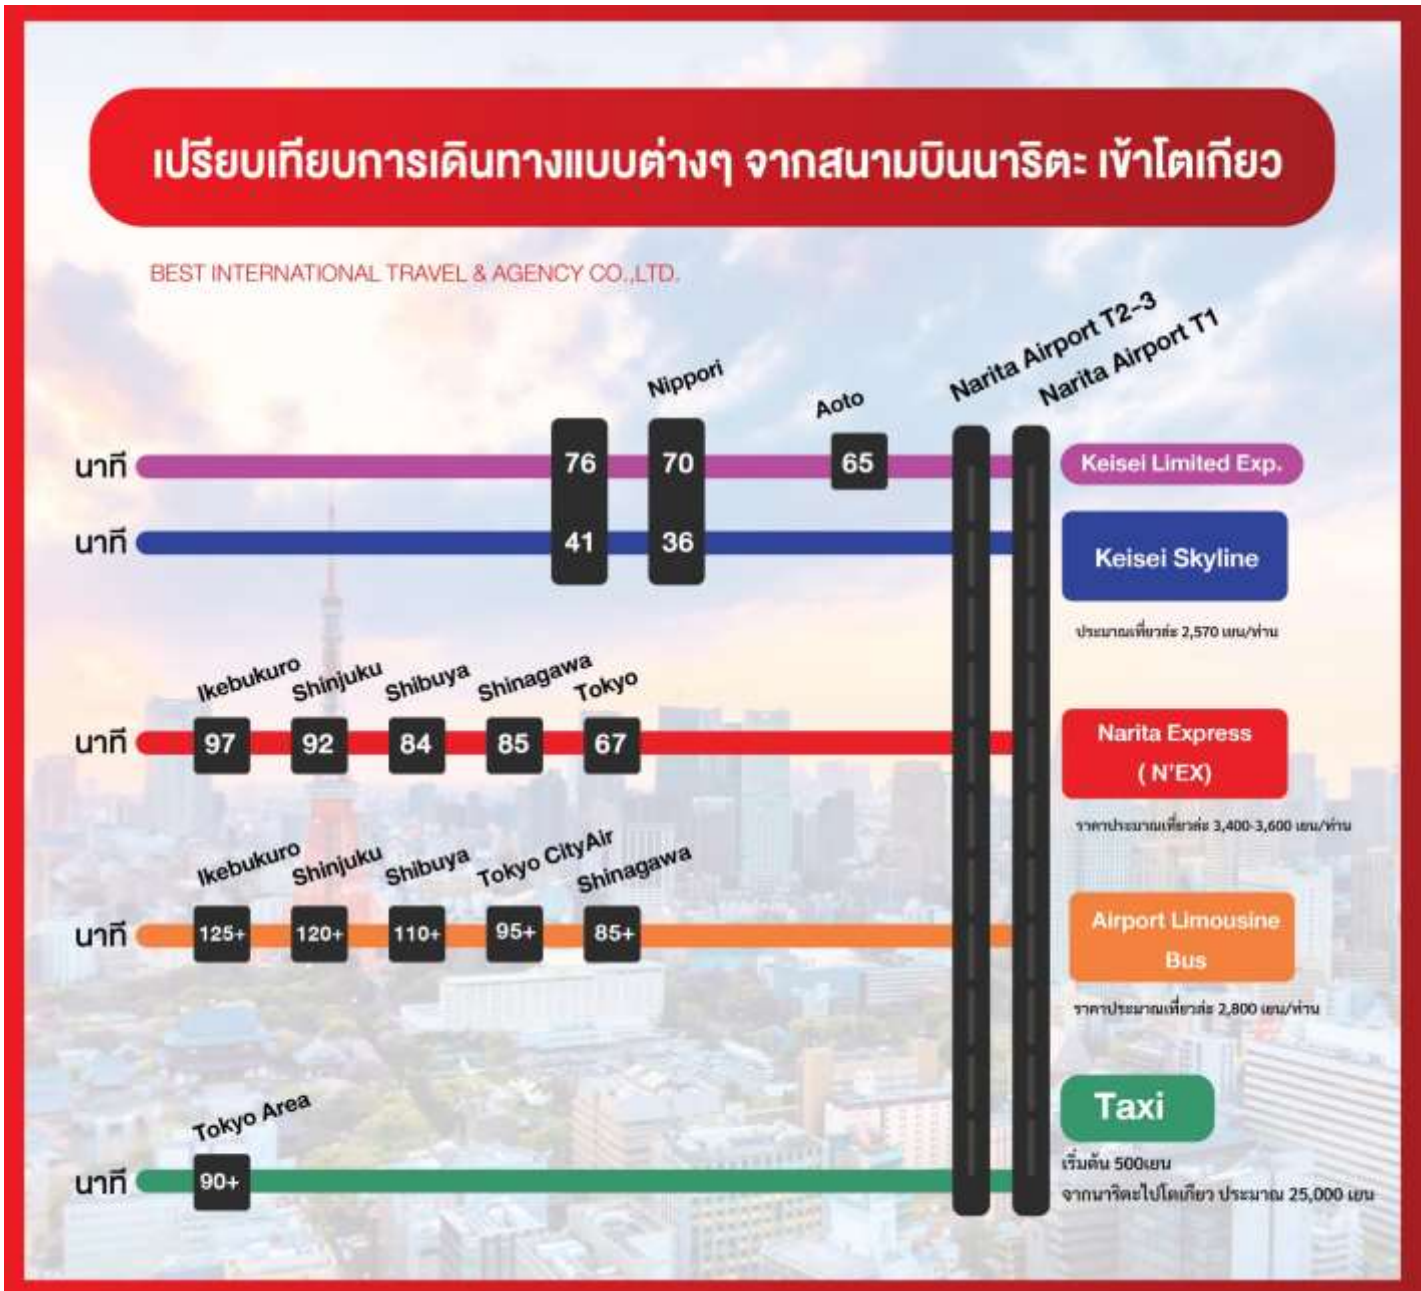 เปรียบเทียบการเดินทางแบบต่างๆ จากสนามบินนาริตะ เข้าโตเกียว
BEST INTERNATIONAL TRAVEL & AGENCY CO.,LTD.
Nippori
Aoto
Narita Airport T2-3
Narita Airport T1
นาที
76
70
65
Keisei Limited Exp.
นาที
41
36
Keisei Skyline
ประมาณเที่ยวล่ะ 2,570 เยน/ท่าน
Ikebukuro
Shinjuku
Shibuya
Shinagawa
Tokyo
นาที
97
92
84
85
67
Narita Express
( N'EX)
ราคาประมาณเที่ยวล่ะ 3,400-3,600 เยน/ท่าน
Ikebukuro
Shinjuku
Shibuya
Tokyo CityAir
Shinagawa
นาที
125+
120+
110+
95+
85+
Airport Limousine
Bus
ราคาประมาณเที่ยวล่ะ 2,800 เยน/ท่าน
Tokyo Area
นาที
90+
Taxi
เริ่มต้น 500เยน
จากนาริตะไปโตเกียว ประมาณ 25,000 เยน